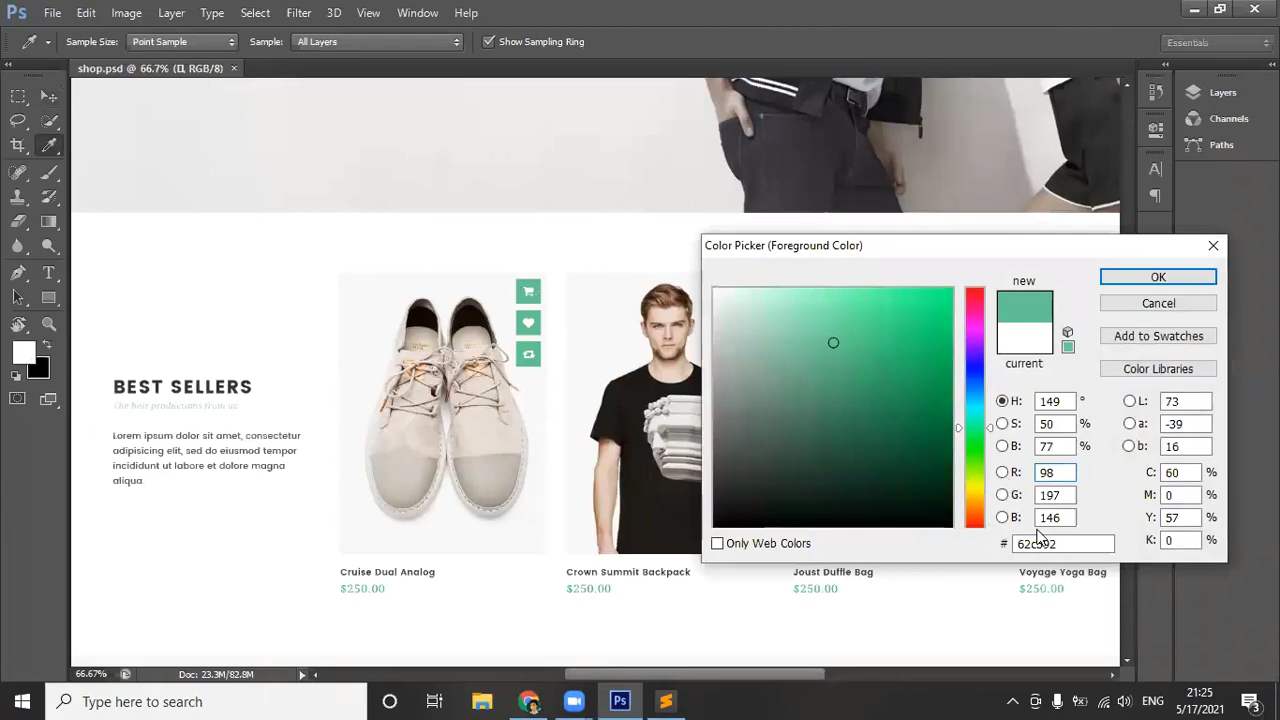 Ps File Edit Image Layer Type Select Filter 3D View Window Help
Sample Size: Point Sample Sample: All Layers Show Sampling Ring Essentials
shop.psd @ 66.7% (Ц, RGB/8) ×
Layers
Channels
Paths
Color Picker (Foreground Color)
new
OK
Cancel
Add to Swatches
current
Color Libraries
H: 149 ° L: 73
S: 50 % a: -39
B: 77 % b: 16
R: 98 C: 60 %
G: 197 M: 0 %
B: 146 Y: 57 %
Only Web Colors # K: 0 %
BEST SELLERS
The best productions from us
Lorem ipsum dolor sit amet, consectetur
adipisicing elit, sed do eiusmod tempor
incididunt ut labore et dolore magna
aliqua.
Cruise Dual Analog Crown Summit Backpack Joust Duffle Bag Voyage Yoga Bag
$250.00 $250.00 $250.00 $250.00
66.67% Doc: 23.3M/82.8M
Type here to search
Ps
ENG
21:25
5/17/2021
3